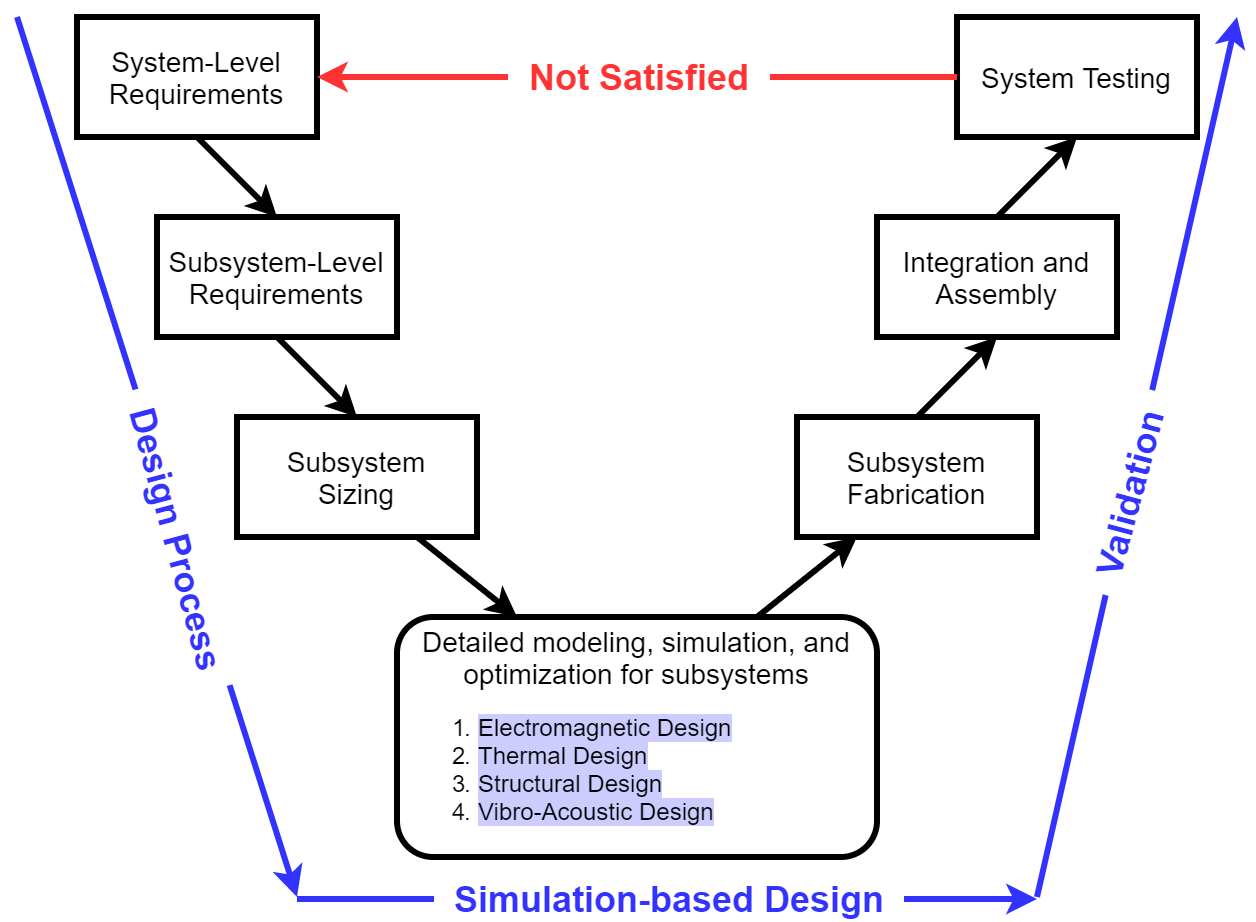 System-Level
Requirements
Not Satisfied
System Testing
Subsystem-Level
Requirements
Integration and
Assembly
Design Process
Subsystem
Sizing
Subsystem
Fabrication
Validation
Detailed modeling, simulation, and
optimization for subsystems
1. Electromagnetic Design
2. Thermal Design
3. Structural Design
4. Vibro-Acoustic Design
Simulation-based Design